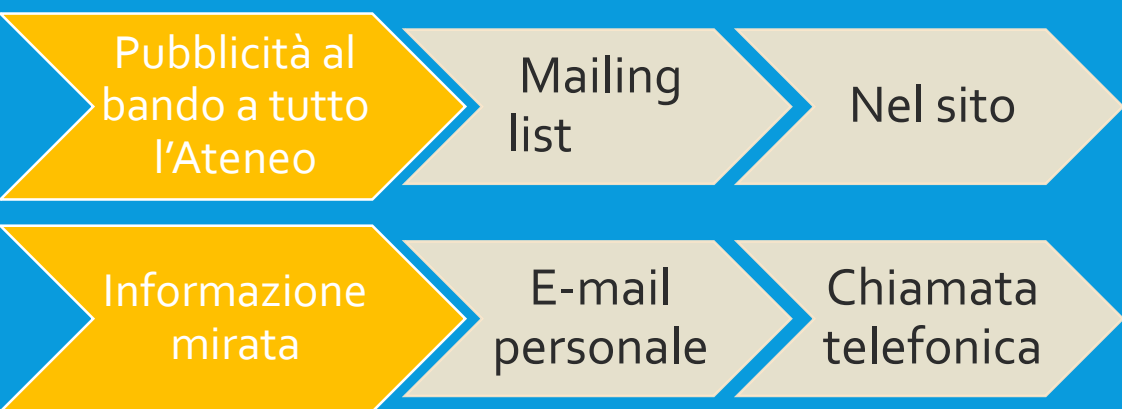 Pubblicità al
bando a tutto
l’Ateneo
Mailing
list
Nel sito
Informazione
mirata
E-mail
personale
Chiamata
telefonica